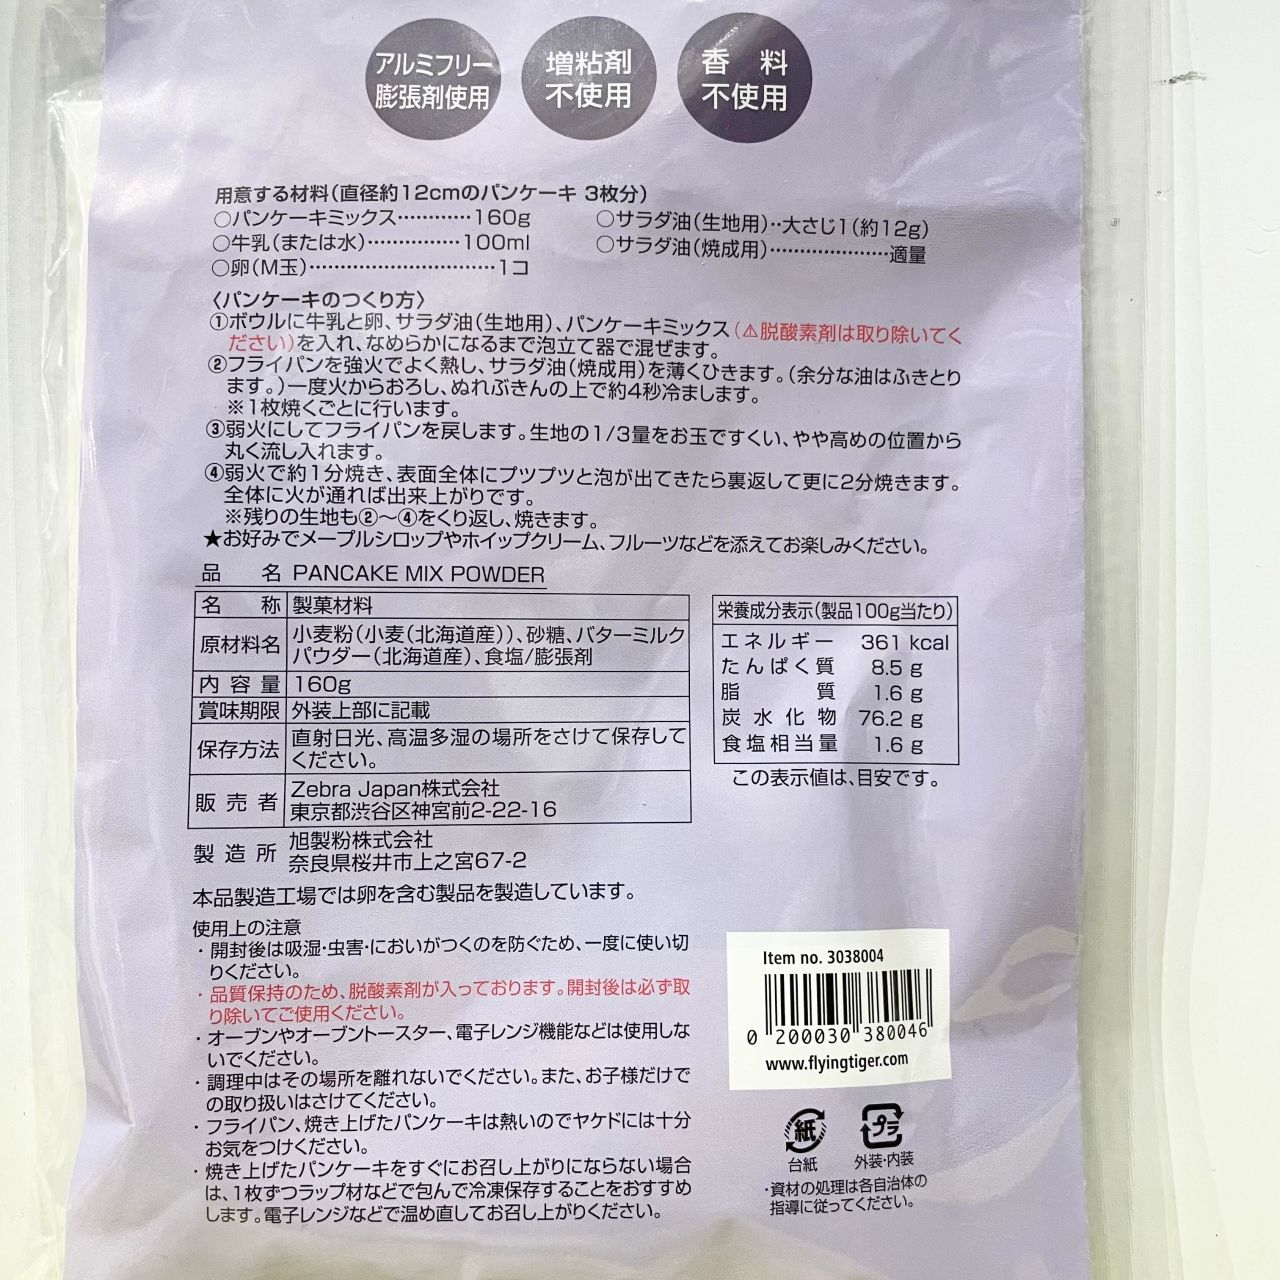 アルミフリー
膨張剤使用
増粘剤
不使用
香料
不使用
用意する材料(直径約12cmのパンケーキ 3枚分)
○パンケーキミックス…………160g
○牛乳(または水)……………100ml
○卵(M玉)…………………………1コ
○サラダ油(生地用)‥大さじ1(約12g)
○サラダ油(焼成用)…………………適量
〈パンケーキのつくり方〉
①ボウルに牛乳と卵、サラダ油(生地用)、パンケーキミックス(⚠脱酸素剤は取り除いてく
ださい)を入れ、なめらかになるまで泡立て器で混ぜます。
②フライパンを強火でよく熱し、サラダ油(焼成用)を薄くひきます。(余分な油はふきとり
ます。)一度火からおろし、ぬれぶきんの上で約4秒冷まします。
※1枚焼くごとに行います。
③弱火にしてフライパンを戻します。生地の1/3量をお玉ですくい、やや高めの位置から
丸く流し入れます。
④弱火で約1分焼き、表面全体にプツプツと泡が出てきたら裏返して更に2分焼きます。
全体に火が通れば出来上がりです。
※残りの生地も②〜④をくり返し、焼きます。
★お好みでメープルシロップやホイップクリーム、フルーツなどを添えてお楽しみください。
品名 PANCAKE MIX POWDER
名称 製菓材料
原材料名 小麦粉(小麦(北海道産))、砂糖、バターミルク
パウダー(北海道産)、食塩/膨張剤
内容量 160g
賞味期限 外装上部に記載
保存方法 直射日光、高温多湿の場所をさけて保存して
ください。
販売者 Zebra Japan株式会社
東京都渋谷区神宮前2-22-16
製造所 旭製粉株式会社
奈良県桜井市上之宮67-2
栄養成分表示(製品100g当たり)
エネルギー 361 kcal
たんぱく質 8.5 g
脂質 1.6 g
炭水化物 76.2 g
食塩相当量 1.6 g
この表示値は、目安です。
本品製造工場では卵を含む製品を製造しています。
使用上の注意
・開封後は吸湿・虫害・においがつくのを防ぐため、一度に使い切
りください。
・品質保持のため、脱酸素剤が入っております。開封後は必ず取
り除いてご使用ください。
・オーブンやオーブントースター、電子レンジ機能などは使用しな
いでください。
・調理中はその場所を離れないでください。また、お子様だけで
の取り扱いはさけてください。
・フライパン、焼き上げたパンケーキは熱いのでヤケドには十分
お気をつけください。
・焼き上げたパンケーキをすぐにお召し上がりにならない場合
は、1枚ずつラップ材などで包んで冷凍保存することをおすすめ
します。電子レンジなどで温め直してお召し上がりください。
Item no. 3038004
0 200030 380046
www.flyingtiger.com
紙
台紙
プラ
外装・内装
・資材の処理は各自治体の
指導に従ってください。